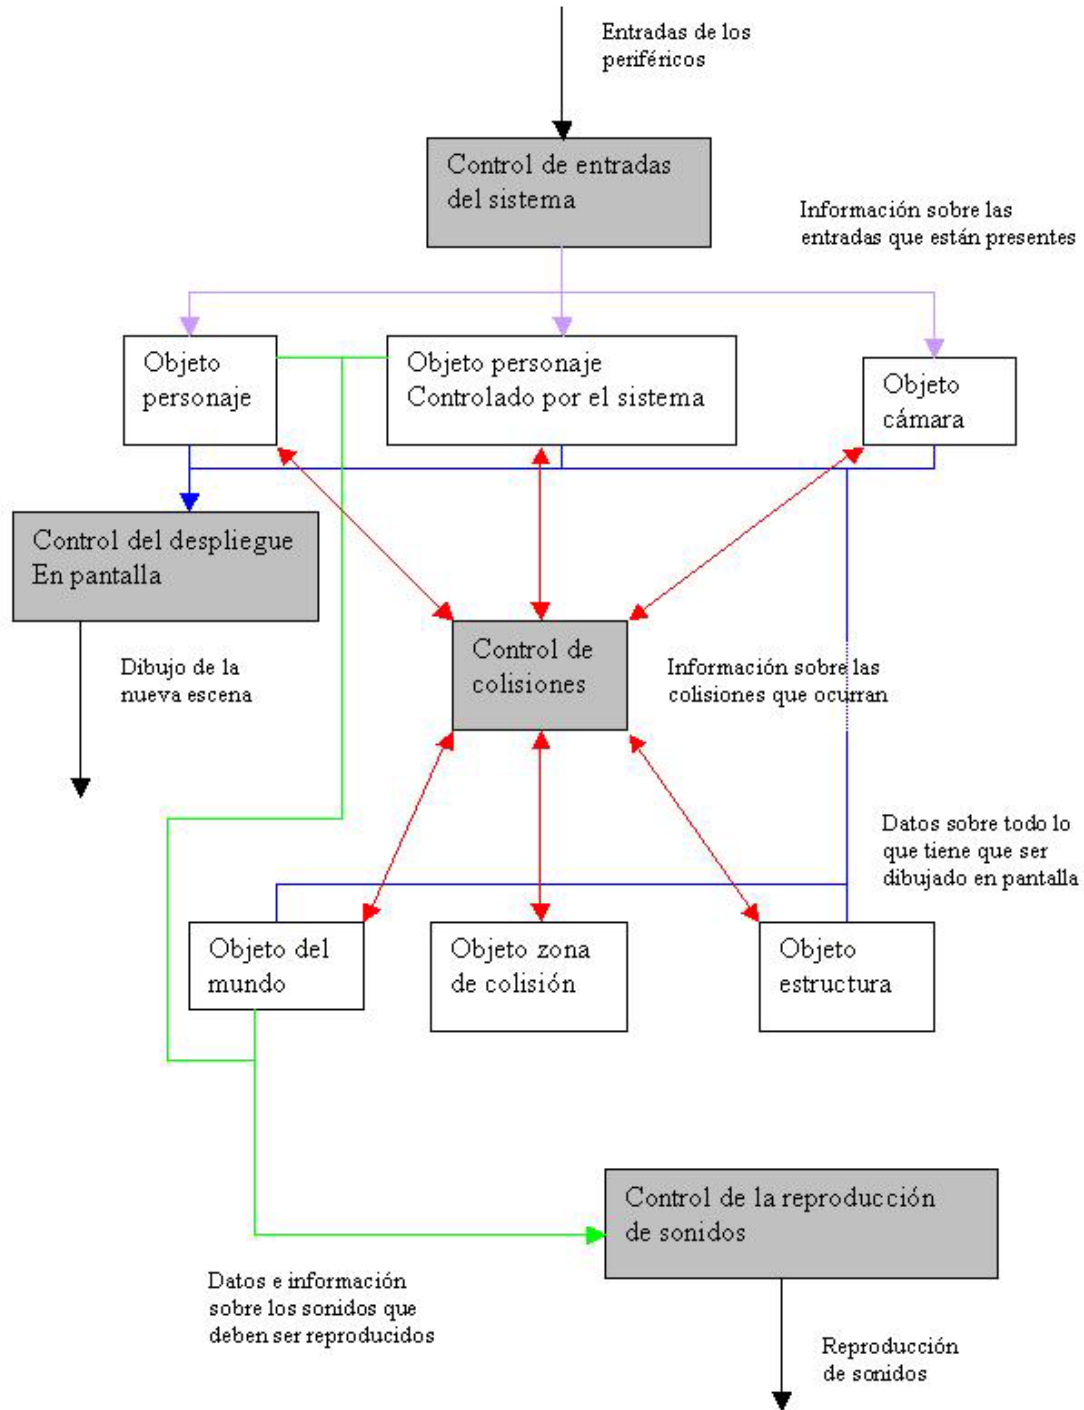 Entradas de los
periféricos
Control de entradas
del sistema
Información sobre las
entradas que están presentes
Objeto
personaje
Objeto personaje
Controlado por el sistema
Objeto
cámara
Control del despliegue
En pantalla
Dibujo de la
nueva escena
Control de
colisiones
Información sobre las
colisiones que ocurran
Datos sobre todo lo
que tiene que ser
dibujado en pantalla
Objeto del
mundo
Objeto zona
de colisión
Objeto
estructura
Control de la reproducción
de sonidos
Datos e información
sobre los sonidos que
deben ser reproducidos
Reproducción
de sonidos